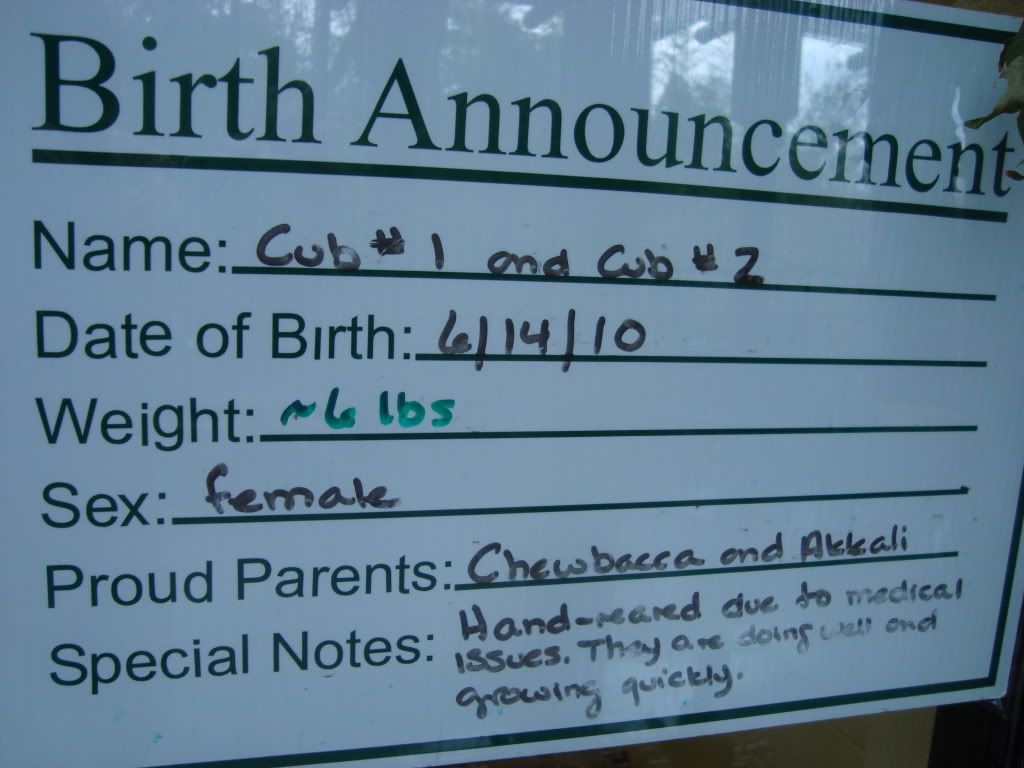 Birth Announcement
Name: Cub #1 and Cub #2
Date of Birth: 6/14/10
Weight: ~6 lbs
Sex: female
Proud Parents: Chewbacca and Akkali
Special Notes: Hand-reared due to medical
issues. They are doing well and
growing quickly.